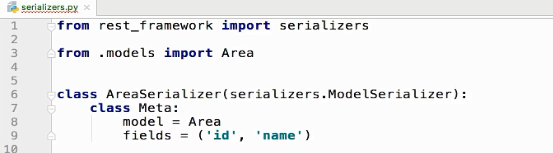 serializers.py
1 from rest_framework import serializers
2
3 from .models import Area
4
5
6 class AreaSerializer(serializers.ModelSerializer):
7     class Meta:
8         model = Area
9         fields = ('id', 'name')
10